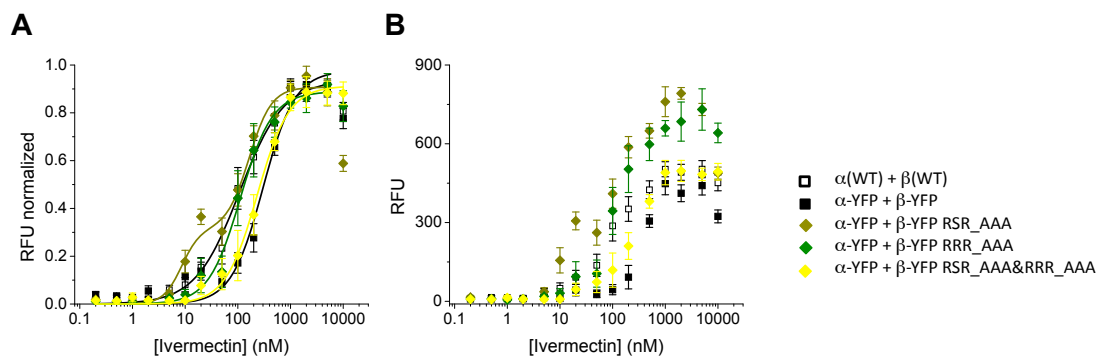 A
B
RFU normalized
1.0
0.8
0.6
0.4
0.2
0.0
0.1 1 10 100 1000 10000
[Ivermectin] (nM)
RFU
900
600
300
0
0.1 1 10 100 1000 10000
[Ivermectin] (nM)
α(WT) + β(WT)
α-YFP + β-YFP
α-YFP + β-YFP RSR_AAA
α-YFP + β-YFP RRR_AAA
α-YFP + β-YFP RSR_AAA&RRR_AAA